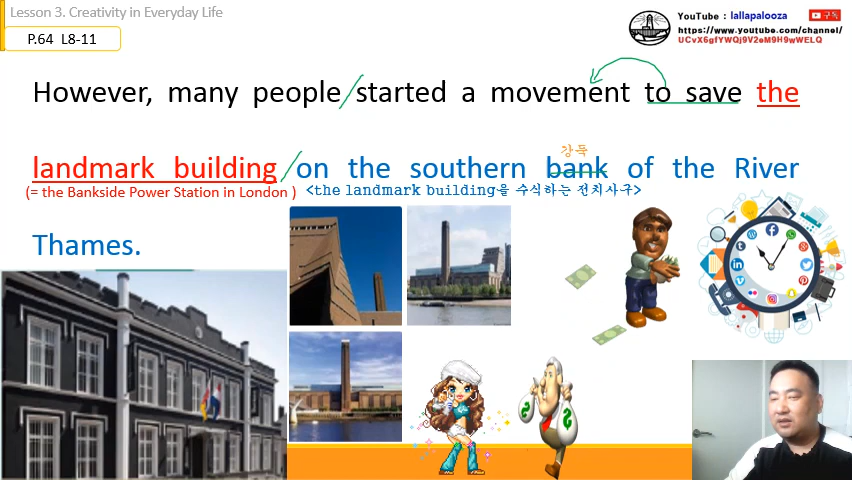 Lesson 3. Creativity in Everyday Life
P.64 L8-11
YouTube : lallapalooza
구독
https://www.youtube.com/channel/
UCvX6gfYWQj9V2eM9H9wWELQ
However, many people started a movement to save the
강둑
landmark building on the southern bank of the River
(= the Bankside Power Station in London )
<the landmark building을 수식하는 전치사구>
Thames.